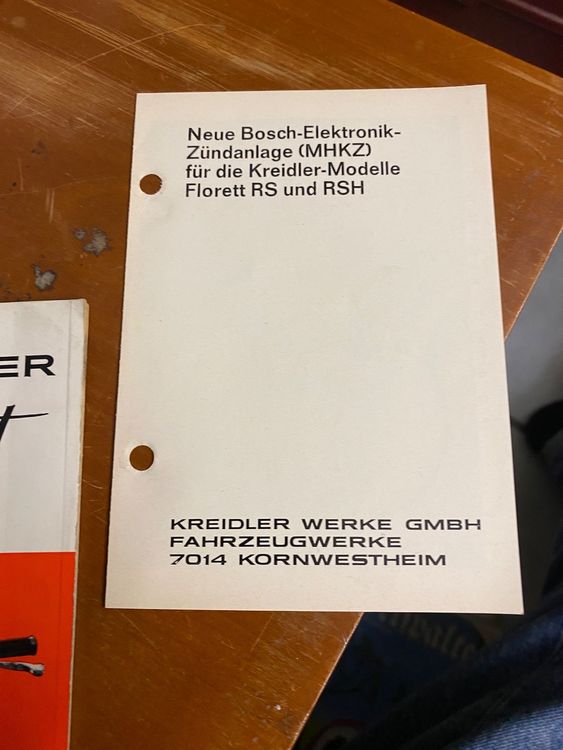 Neue Bosch-Elektronik-
Zündanlage (MHKZ)
für die Kreidler-Modelle
Florett RS und RSH
KREIDLER WERKE GMBH
FAHRZEUGWERKE
7014 KORNWESTHEIM
ER